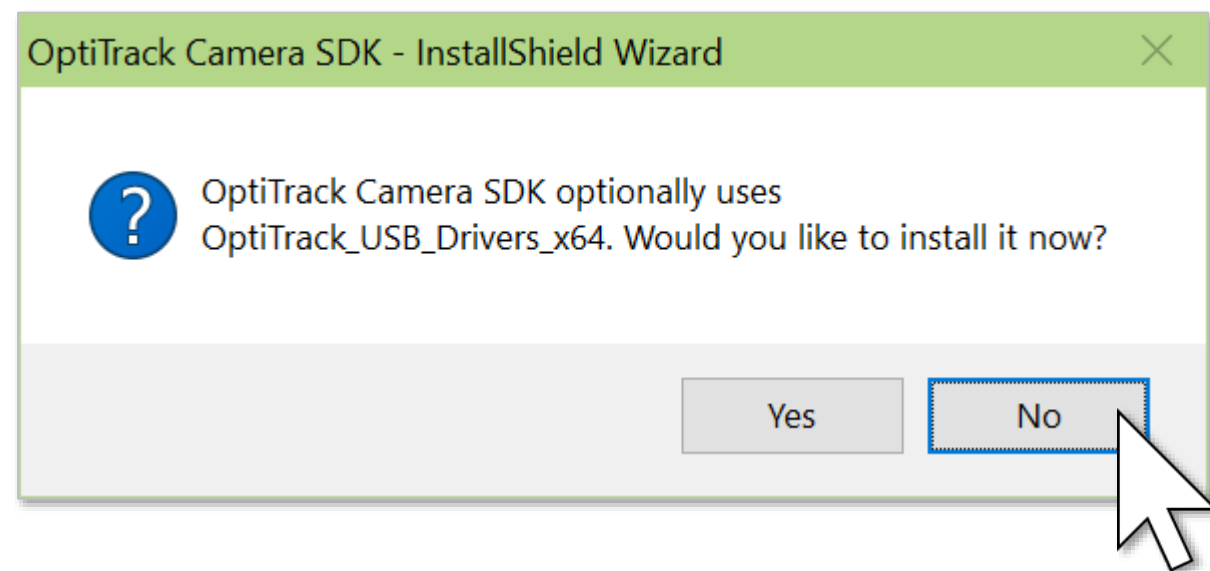 OptiTrack Camera SDK - InstallShield Wizard
?
OptiTrack Camera SDK optionally uses
OptiTrack_USB_Drivers_x64. Would you like to install it now?
Yes
No